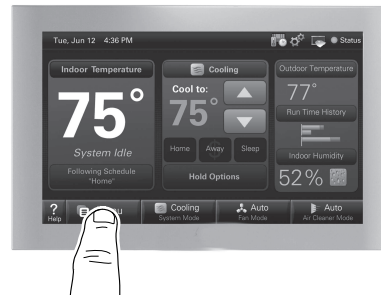 Tue, Jun 12 4:36 PM
Status
Indoor Temperature
75°
System Idle
Following Schedule
"Home"
Cooling
Cool to:
75°
Home Away Sleep
Hold Options
Outdoor Temperature
77°
Run Time History
Indoor Humidity
52%
?
Help
Cooling
System Mode
Auto
Fan Mode
Auto
Air Cleaner Mode